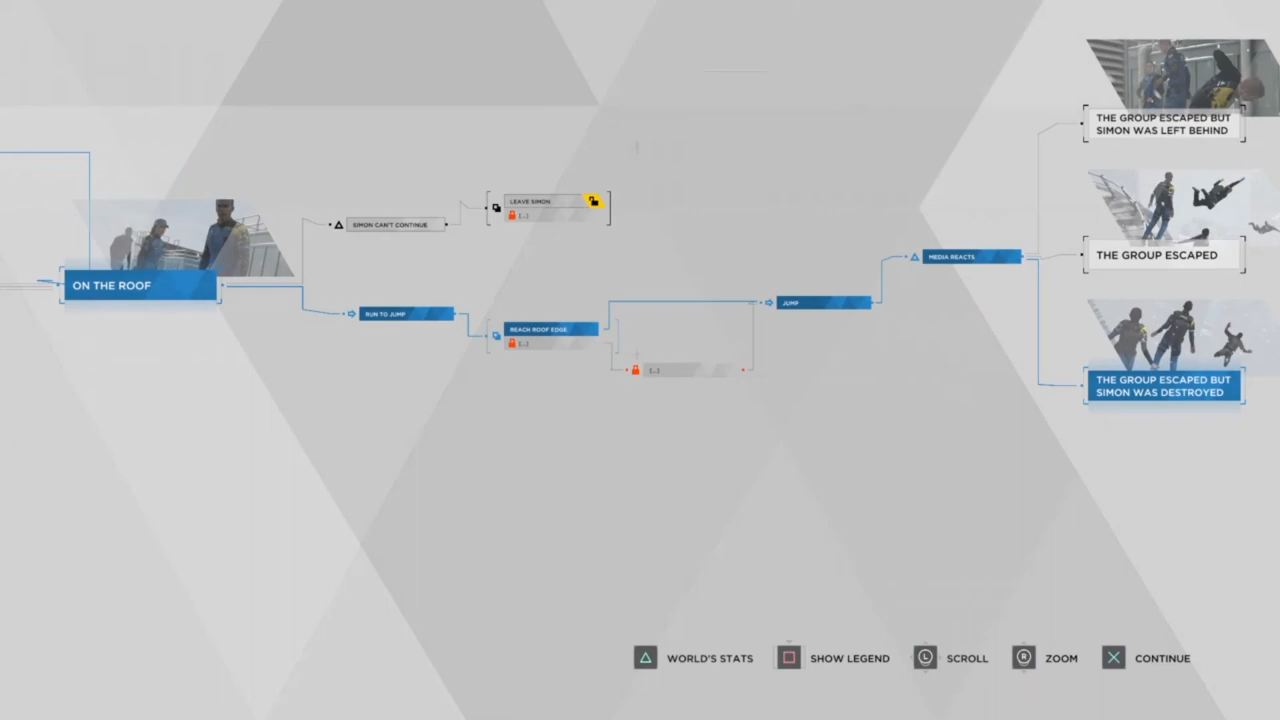 THE GROUP ESCAPED BUT
SIMON WAS LEFT BEHIND
LEAVE SIMON
[...]
SIMON CAN'T CONTINUE
THE GROUP ESCAPED
MEDIA REACTS
ON THE ROOF
JUMP
RUN TO JUMP
REACH ROOF EDGE
[...]
[...]
THE GROUP ESCAPED BUT
SIMON WAS DESTROYED
WORLD'S STATS
SHOW LEGEND
L SCROLL
R ZOOM
CONTINUE